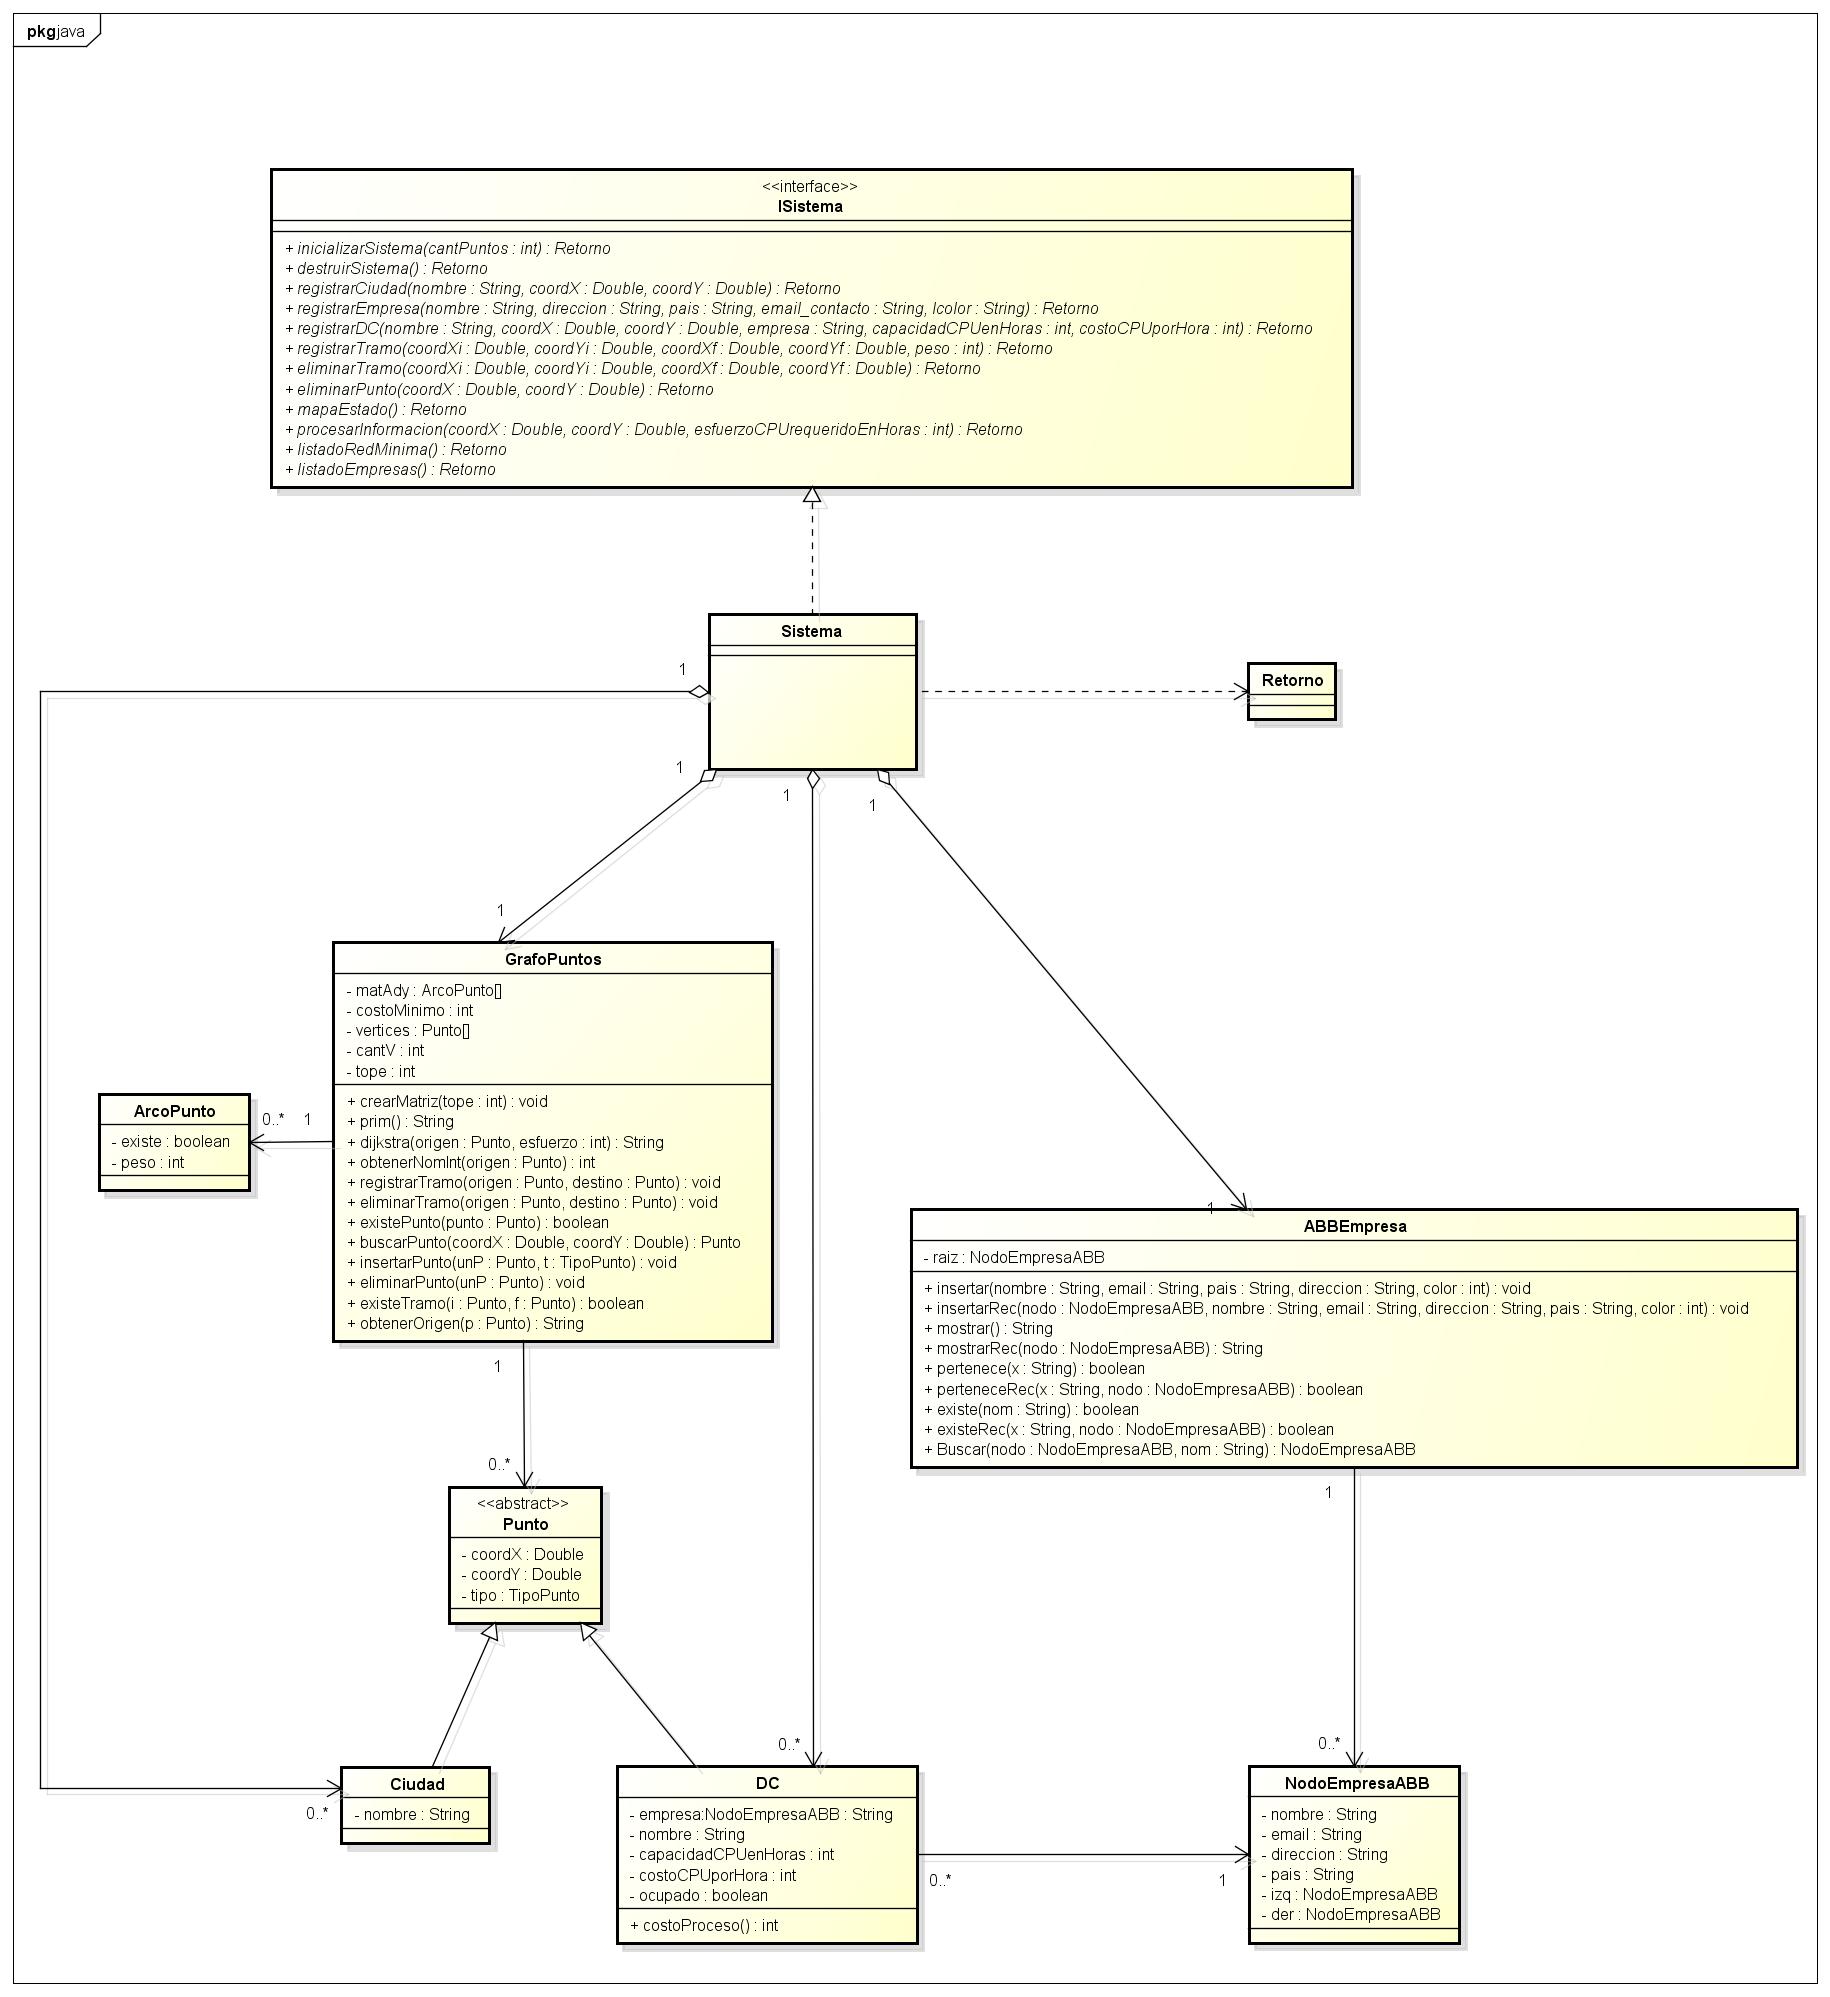 pkg java
<<interface>>
ISistema
+ inicializarSistema(cantPuntos : int) : Retorno
+ destruirSistema() : Retorno
+ registrarCiudad(nombre : String, coordX : Double, coordY : Double) : Retorno
+ registrarEmpresa(nombre : String, direccion : String, pais : String, email_contacto : String, lcolor : String) : Retorno
+ registrarDC(nombre : String, coordX : Double, coordY : Double, empresa : String, capacidadCPUenHoras : int, costoCPUporHora : int) : Retorno
+ registrarTramo(coordXi : Double, coordYi : Double, coordXf : Double, coordYf : Double, peso : int) : Retorno
+ eliminarTramo(coordXi : Double, coordYi : Double, coordXf : Double, coordYf : Double) : Retorno
+ eliminarPunto(coordX : Double, coordY : Double) : Retorno
+ mapaEstado() : Retorno
+ procesarInformacion(coordX : Double, coordY : Double, esfuerzoCPUrequeridoEnHoras : int) : Retorno
+ listadoRedMinima() : Retorno
+ listadoEmpresas() : Retorno
Sistema
1
Retorno
1
1
1
1
GrafoPuntos
- matAdy : ArcoPunto[]
- costoMinimo : int
- vertices : Punto[]
- cantV : int
- tope : int
+ crearMatriz(tope : int) : void
+ prim() : String
+ dijkstra(origen : Punto, esfuerzo : int) : String
+ obtenerNomInt(origen : Punto) : int
+ registrarTramo(origen : Punto, destino : Punto) : void
+ eliminarTramo(origen : Punto, destino : Punto) : void
+ existePunto(punto : Punto) : boolean
+ buscarPunto(coordX : Double, coordY : Double) : Punto
+ insertarPunto(unP : Punto, t : TipoPunto) : void
+ eliminarPunto(unP : Punto) : void
+ existeTramo(i : Punto, f : Punto) : boolean
+ obtenerOrigen(p : Punto) : String
ArcoPunto
- existe : boolean
- peso : int
0..* 1
1
ABBEmpresa
- raiz : NodoEmpresaABB
+ insertar(nombre : String, email : String, pais : String, direccion : String, color : int) : void
+ insertarRec(nodo : NodoEmpresaABB, nombre : String, email : String, direccion : String, pais : String, color : int) : void
+ mostrar() : String
+ mostrarRec(nodo : NodoEmpresaABB) : String
+ pertenece(x : String) : boolean
+ perteneceRec(x : String, nodo : NodoEmpresaABB) : boolean
+ existe(nom : String) : boolean
+ existeRec(x : String, nodo : NodoEmpresaABB) : boolean
+ Buscar(nodo : NodoEmpresaABB, nom : String) : NodoEmpresaABB
1
0..*
1
<<abstract>>
Punto
- coordX : Double
- coordY : Double
- tipo : TipoPunto
0..*
0..*
0..*
Ciudad
- nombre : String
DC
- empresa:NodoEmpresaABB : String
- nombre : String
- capacidadCPUenHoras : int
- costoCPUporHora : int
- ocupado : boolean
+ costoProceso() : int
0..*
1
NodoEmpresaABB
- nombre : String
- email : String
- direccion : String
- pais : String
- izq : NodoEmpresaABB
- der : NodoEmpresaABB